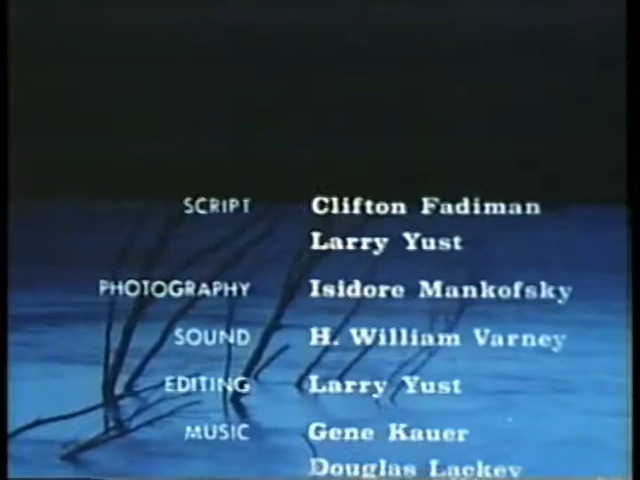 SCRIPT Clifton Fadiman
Larry Yust
PHOTOGRAPHY Isidore Mankofsky
SOUND H. William Varney
EDITING Larry Yust
MUSIC Gene Kauer
Douglas Lackey